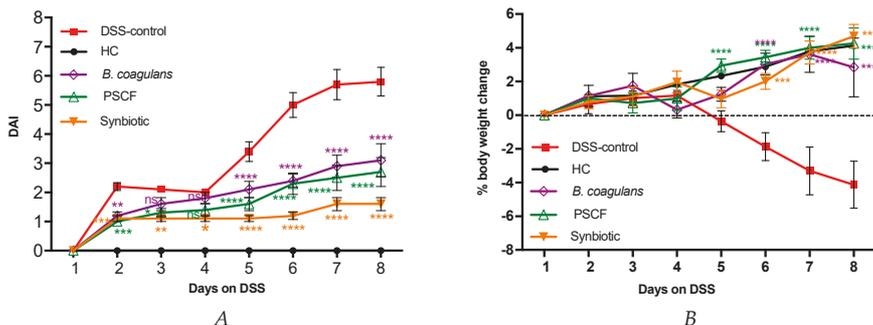 8
7
6
5
4
3
2
1
0
DAI
DSS-control
HC
B. coagulans
PSCF
Synbiotic
**
ns
ns
****
****
****
****
***
*
ns
****
****
****
****
**
*
****
****
****
****
1 2 3 4 5 6 7 8
Days on DSS
A
6
4
2
0
-2
-4
-6
-8
% body weight change
****
****
****
***
DSS-control
HC
B. coagulans
PSCF
Synbiotic
1 2 3 4 5 6 7 8
Days on DSS
B